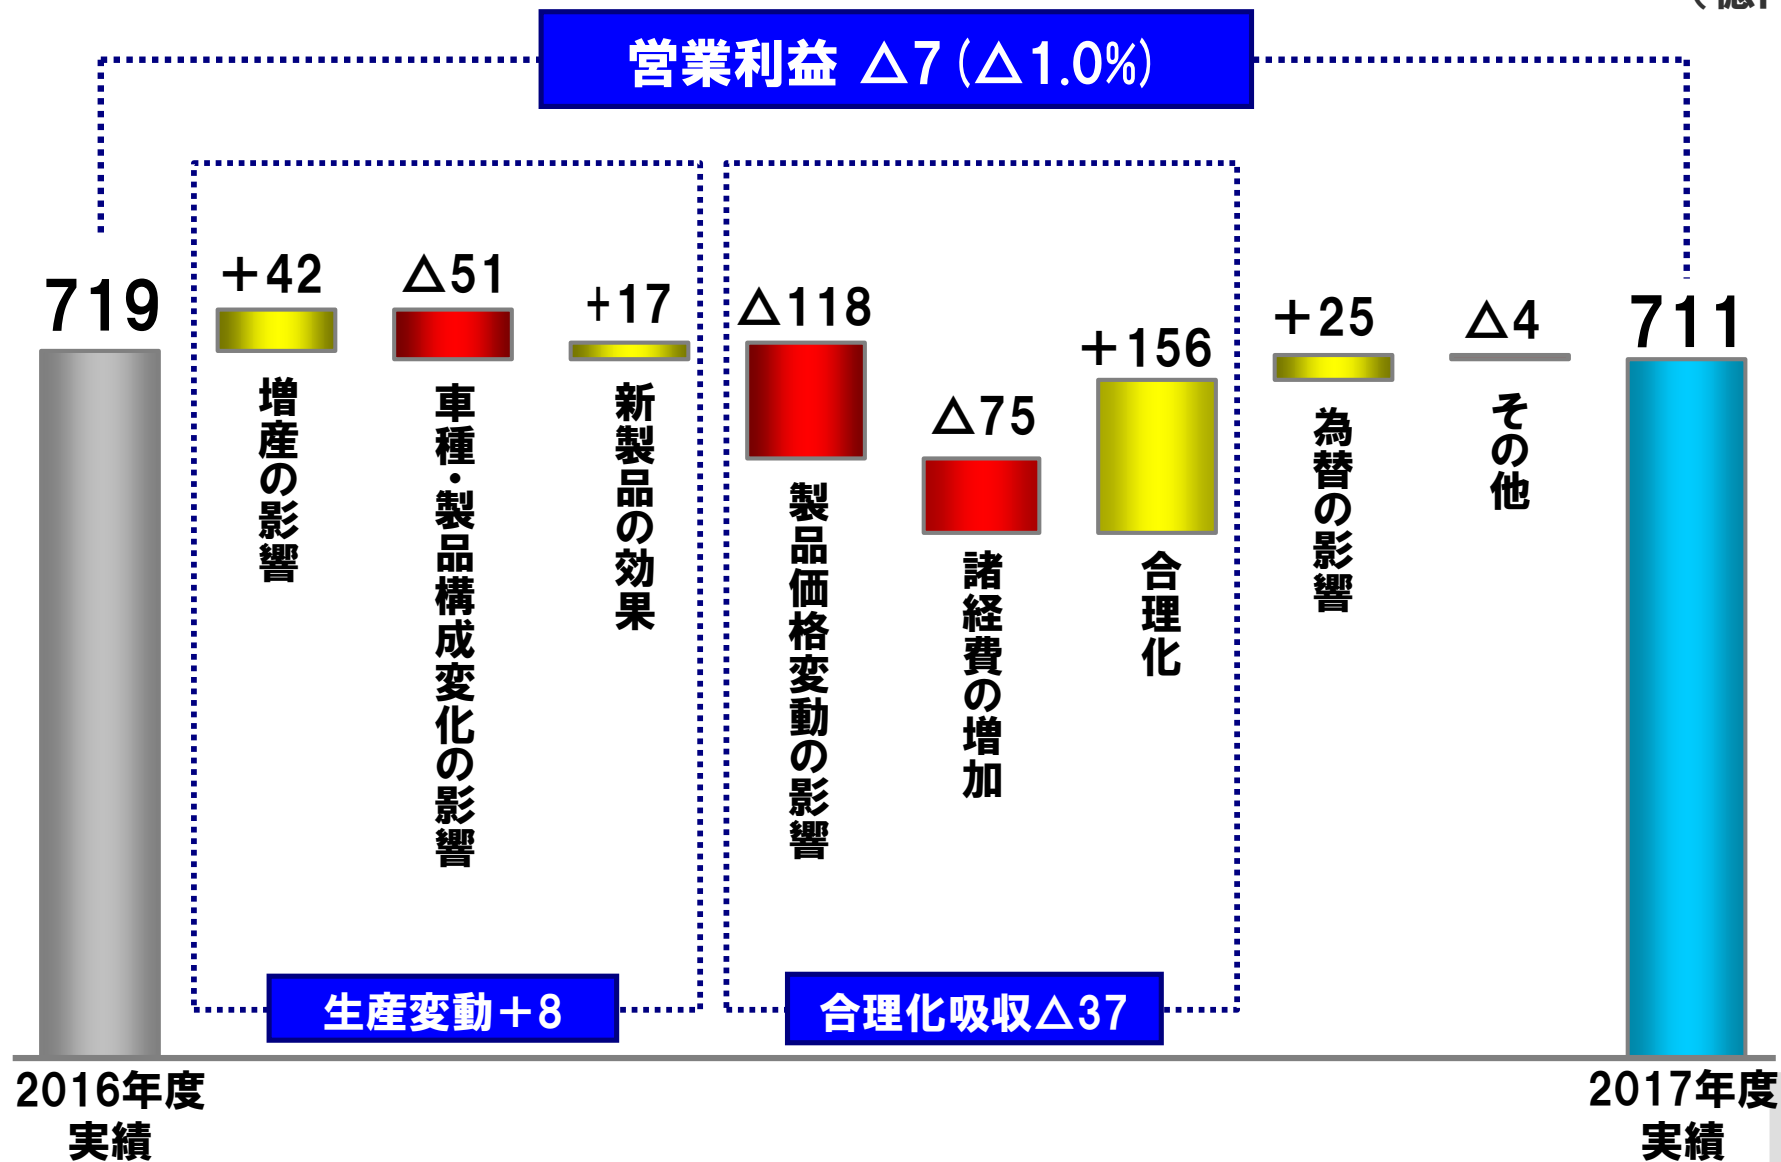 営業利益 △7(△1.0%)
719
+42
増産の影響
△51
車種・製品構成変化の影響
+17
新製品の効果
生産変動+8
△118
製品価格変動の影響
△75
諸経費の増加
+156
合理化
合理化吸収△37
+25
為替の影響
△4
その他
711
2016年度
実績
2017年度
実績